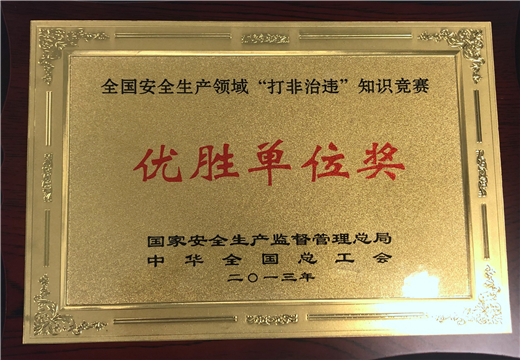 全国安全生产领域“打非治违”知识竞赛
优胜单位奖
国家安全生产监督管理总局
中华全国总工会
二〇一三年